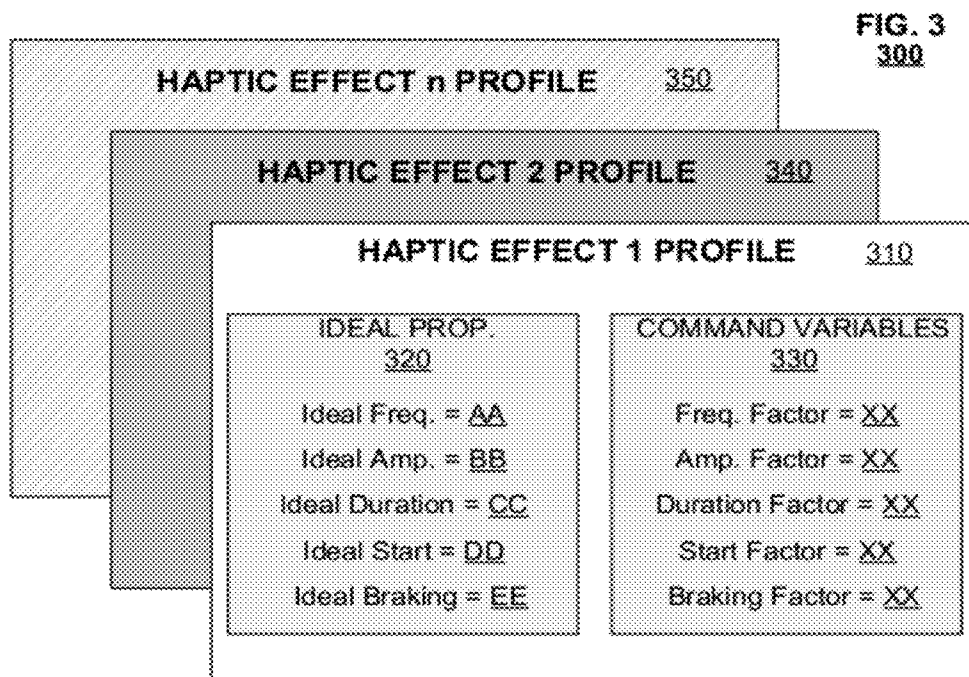 FIG. 3
300
HAPTIC EFFECT n PROFILE 350
HAPTIC EFFECT 2 PROFILE 340
HAPTIC EFFECT 1 PROFILE 310
IDEAL PROP.
320
Ideal Freq. = AA
Ideal Amp. = BB
Ideal Duration = CC
Ideal Start = DD
Ideal Braking = EE
COMMAND VARIABLES
330
Freq. Factor = XX
Amp. Factor = XX
Duration Factor = XX
Start Factor = XX
Braking Factor = XX